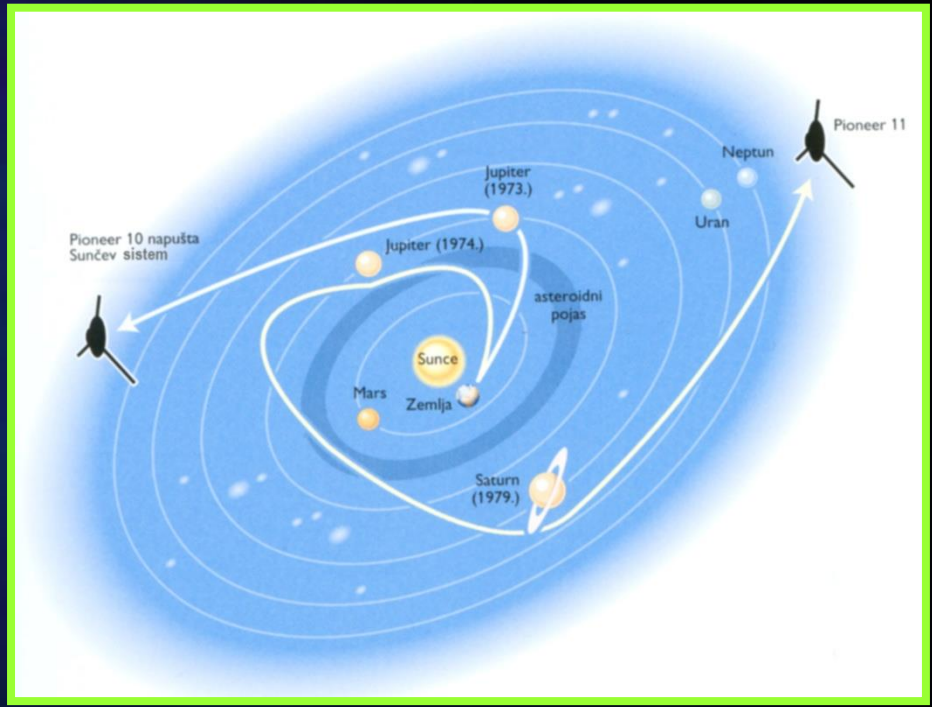 Pioneer 11
Neptun
Jupiter
(1973.)
Uran
Pioneer 10 napušta
Sunčev sistem
Jupiter (1974.)
asteroidni
pojas
Sunce
Mars
Zemlja
Saturn
(1979.)